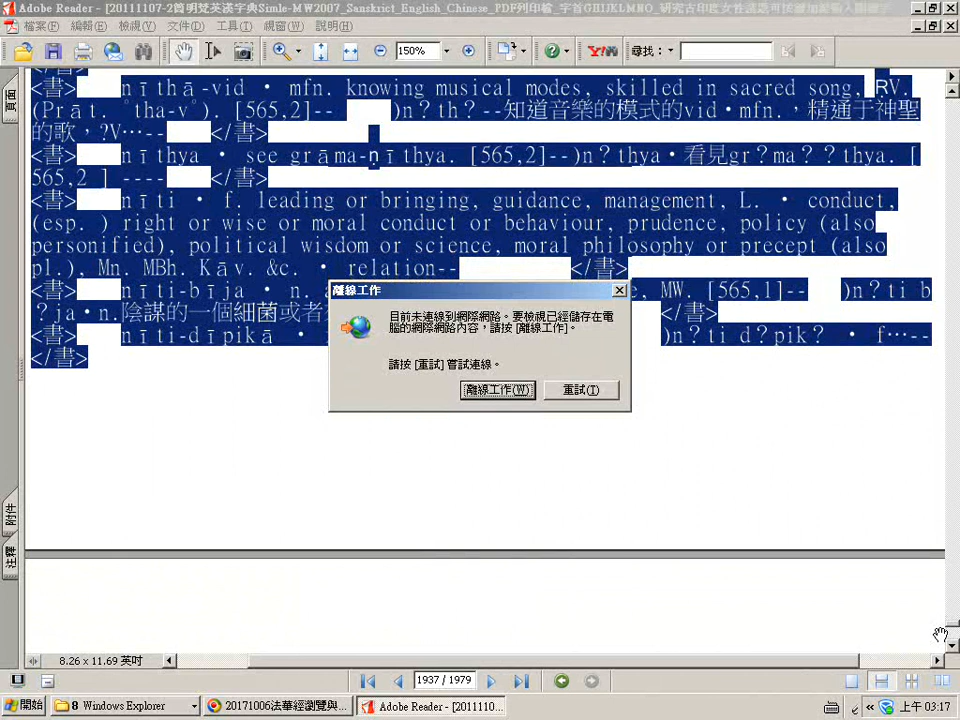 Adobe Reader - [20111107-2簡明梵英漢字典Simle-MW2007_Sanskrict_English_Chinese_PDF列印輸_字首GHIJKLMNO_研究古印度女性
檔案(F) 編輯(E) 檢視(V) 文件(D) 工具(T) 視窗(W) 說明(H)
150% 尋找：
頁面
</書>
<書> nīthā-vid • mfn. knowing musical modes, skilled in sacred song, RV.
(Prāt. °tha-v°). [565,2]-- )n？th？--知道音樂的模式的vid•mfn.，精通于神聖
的歌，?V…-- </書>
<書> nīthya • see grāma-ṇīthya. [565,2]--)n？thya•看見gr？ma？？thya. [
565,2 ] ---- </書>
<書> nīti • f. leading or bringing, guidance, management, L. • conduct,
(esp. ) right or wise or moral conduct or behaviour, prudence, policy (also
personified), political wisdom or science, moral philosophy or precept (also
pl.), Mn. MBh. Kāv. &c. • relation-- </書>
<書> nīti-bīja • n. e, MW. [565,1]-- )n？ti b
？ja•n.陰謀的一個細菌或者 </書>
<書> nīti-dīpikā • )n？ti d？pik？ • f…--
</書>
離線工作
目前未連線到網際網路。要檢視已經儲存在電
腦的網際網路內容，請按 [離線工作]。
請按 [重試] 嘗試連線。
離線工作(W) 重試(T)
附件
注釋
8.26 x 11.69 英吋
1937 / 1979
開始 8 Windows Explorer 20171006法華經瀏覽與... Adobe Reader - [2011110... 上午 03:17